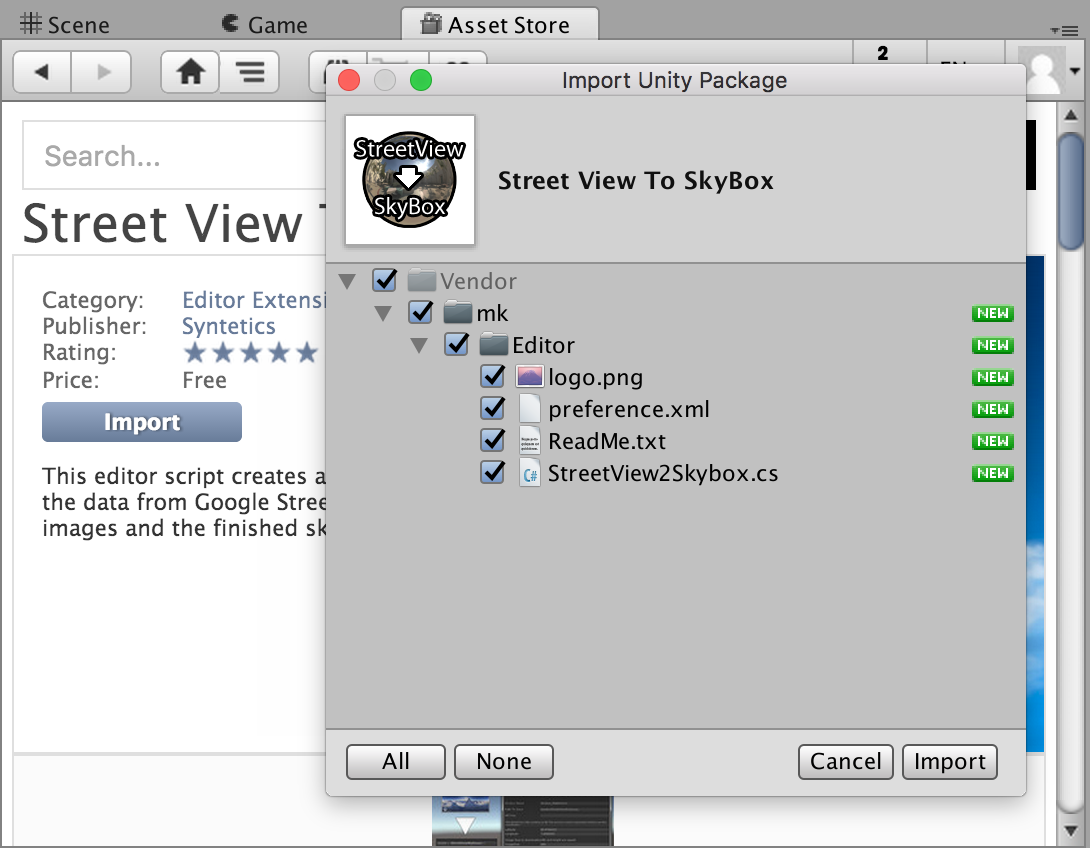 Scene
Game
Asset Store
2
Import Unity Package
Search...
StreetView
SkyBox
Street View To SkyBox
Street View
Category: Editor Extensi
Publisher: Syntetics
Rating:
Price: Free
Import
This editor script creates a
the data from Google Stree
images and the finished sk
Vendor
mk NEW
Editor NEW
logo.png NEW
preference.xml NEW
ReadMe.txt NEW
C# StreetView2Skybox.cs NEW
All
None
Cancel
Import